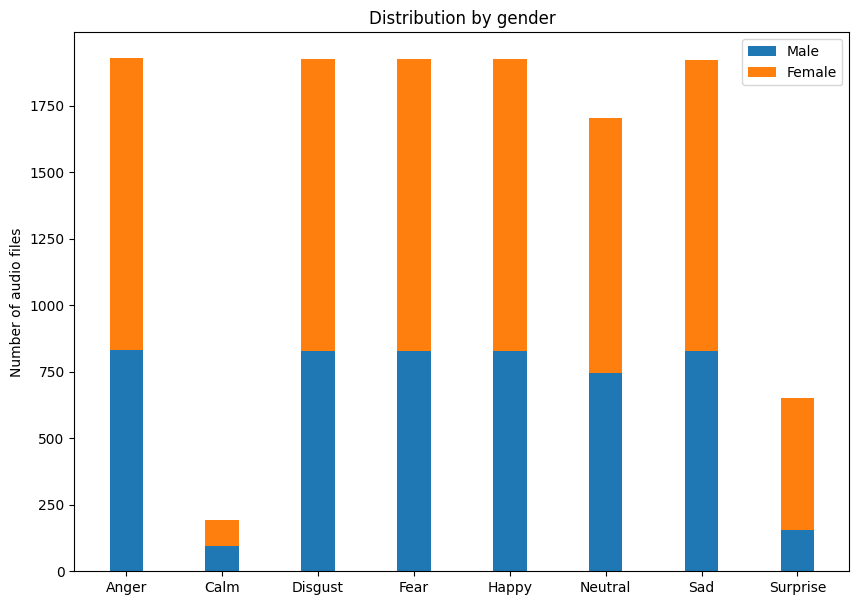 Distribution by gender
Male
Female
Number of audio files
1750
1500
1250
1000
750
500
250
0
Anger Calm Disgust Fear Happy Neutral Sad Surprise